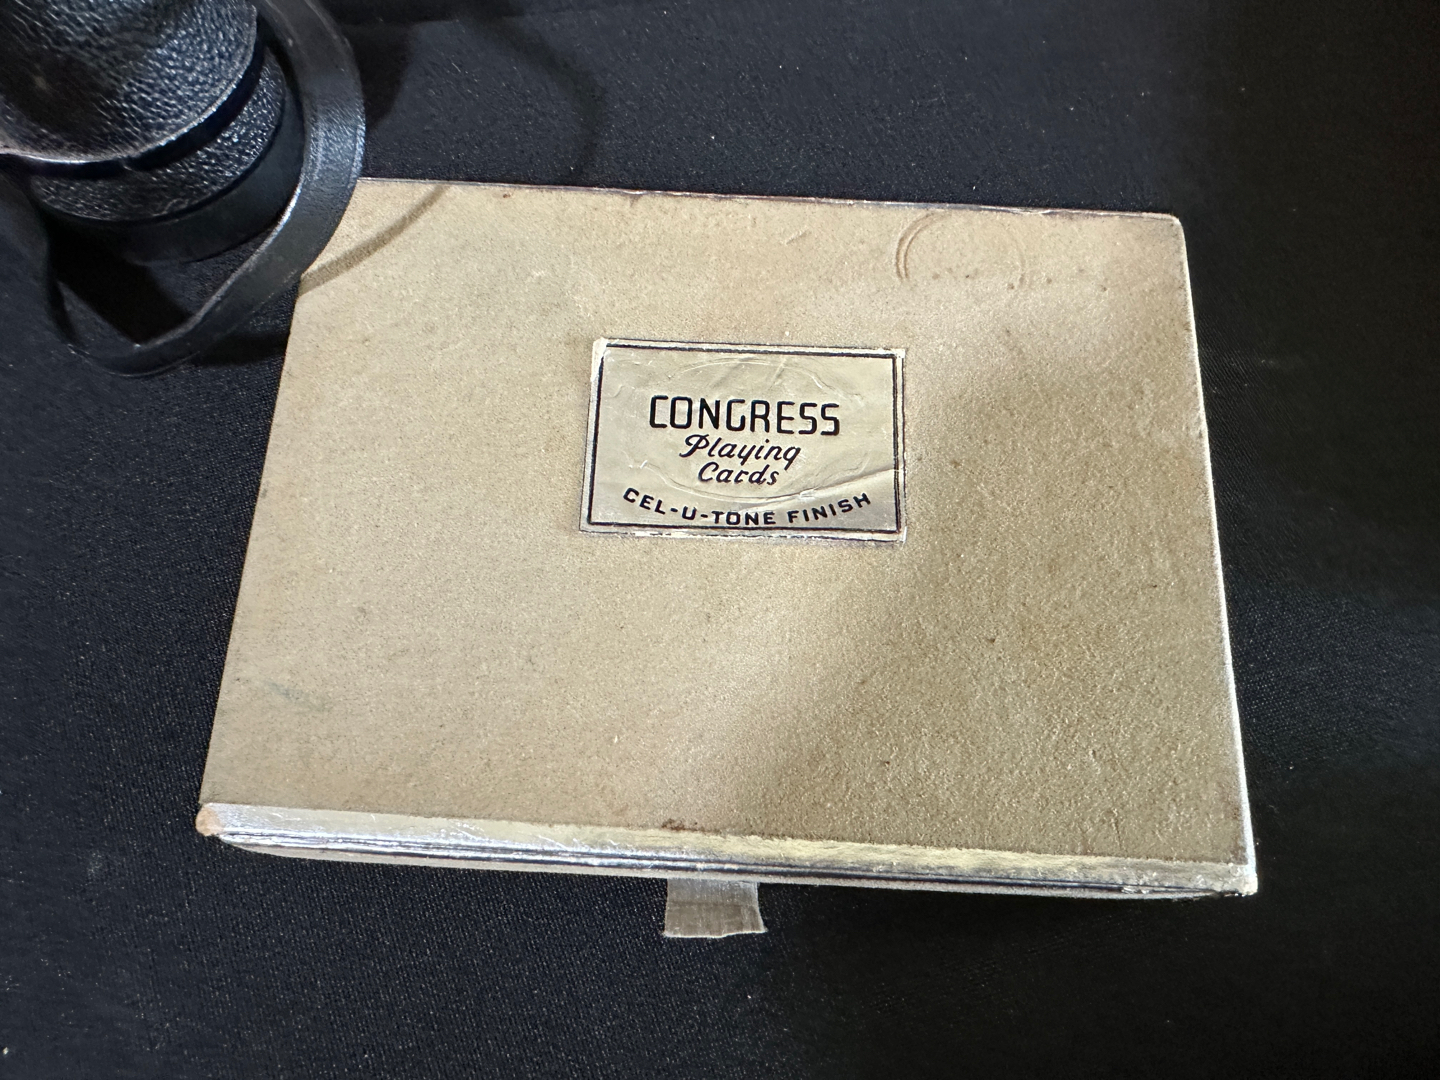 CONGRESS
Playing
Cards
CEL-U-TONE FINISH